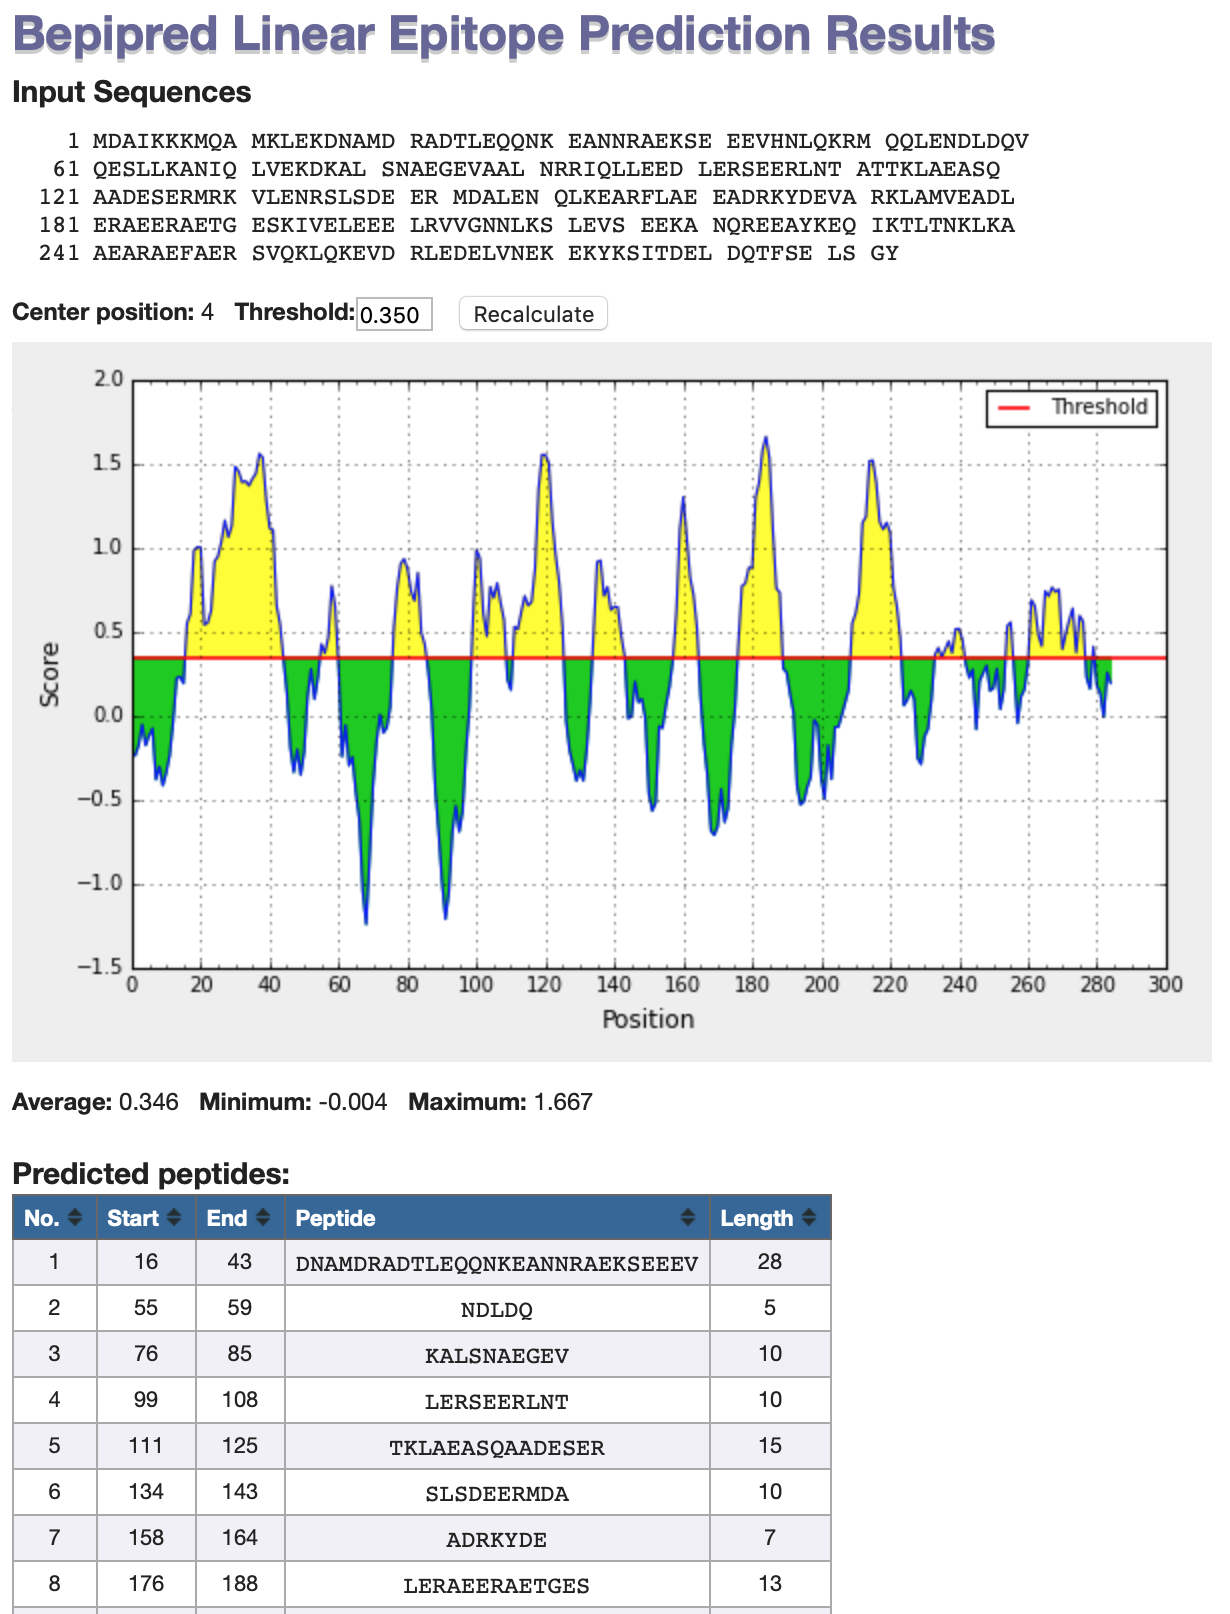 Bepipred Linear Epitope Prediction Results
Input Sequences
1 MDAIKKKMQA MKLEKDNAMD RADTLEQQNK EANNRAEKSE EEVHNLQKRM QQLENDLDQV
61 QESLLKANIQ LVEKDKAL SNAEGEVAAL NRRIQLLEED LERSEERLNT ATTKLAEASQ
121 AADESERMRK VLENRSLSDE ER MDALEN QLKEARFLAE EADRKYDEVA RKLAMVEADL
181 ERAEERAETG ESKIVELEEE LRVVGNNLKS LEVS EEKA NQREEAYKEQ IKTLTNKLKA
241 AEARAEFAER SVQKLQKEVD RLEDELVNEK EKYKSITDEL DQTFSE LS GY
Center position: 4 Threshold: 0.350 Recalculate
2.0
Threshold
1.5
1.0
0.5
0.0
−0.5
−1.0
−1.5
Score
0 20 40 60 80 100 120 140 160 180 200 220 240 260 280 300
Position
Average: 0.346 Minimum: -0.004 Maximum: 1.667
Predicted peptides:
No. Start End Peptide Length
1 16 43 DNAMDRADTLEQQNKEANNRAEKSEEEV 28
2 55 59 NDLDQ 5
3 76 85 KALSNAEGEV 10
4 99 108 LERSEERLNT 10
5 111 125 TKLAEASQAADESER 15
6 134 143 SLSDEERMDA 10
7 158 164 ADRKYDE 7
8 176 188 LERAEERAETGES 13